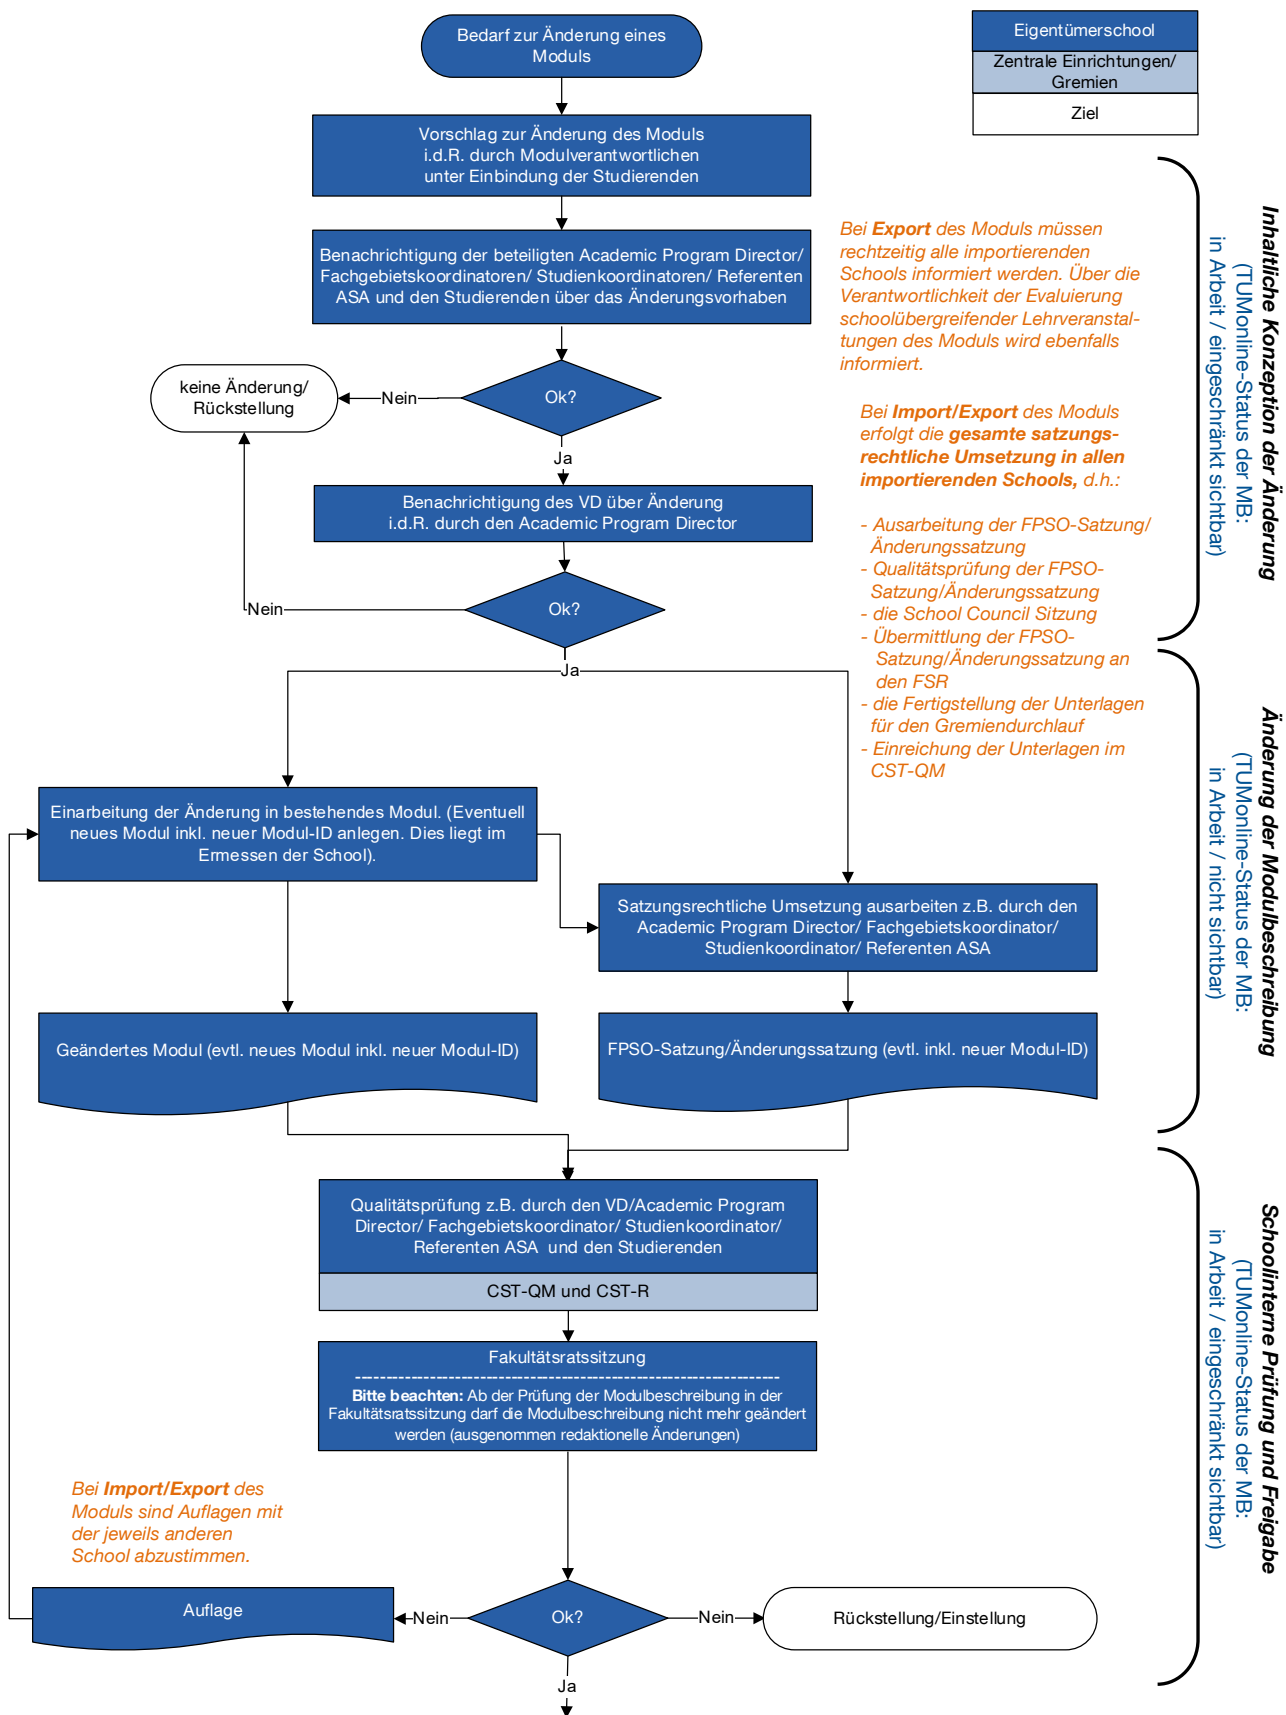 Bedarf zur Änderung eines
Moduls
Eigentümerschool
Zentrale Einrichtungen/
Gremien
Ziel
Vorschlag zur Änderung des Moduls
i.d.R. durch Modulverantwortlichen
unter Einbindung der Studierenden
Benachrichtigung der beteiligten Academic Program Director/
Fachgebietskoordinatoren/ Studienkoordinatoren/ Referenten
ASA und den Studierenden über das Änderungsvorhaben
Bei Export des Moduls müssen
rechtzeitig alle importierenden
Schools informiert werden. Über die
Verantwortlichkeit der Evaluierung
schoolübergreifender Lehrveranstal-
tungen des Moduls wird ebenfalls
informiert.
Inhaltliche Konzeption der Änderung
(TUMonline-Status der MB:
in Arbeit / eingeschränkt sichtbar)
keine Änderung/
Rückstellung
Nein
Ok?
Ja
Bei Import/Export des Moduls
erfolgt die gesamte satzungs-
rechtliche Umsetzung in allen
importierenden Schools, d.h.:
- Ausarbeitung der FPSO-Satzung/
Änderungssatzung
- Qualitätsprüfung der FPSO-
Satzung/Änderungssatzung
- die School Council Sitzung
- Übermittlung der FPSO-
Satzung/Änderungssatzung an
den FSR
- die Fertigstellung der Unterlagen
für den Gremiendurchlauf
- Einreichung der Unterlagen im
CST-QM
Benachrichtigung des VD über Änderung
i.d.R. durch den Academic Program Director
Nein
Ok?
Ja
Änderung der Modulbeschreibung
(TUMonline-Status der MB:
in Arbeit / nicht sichtbar)
Einarbeitung der Änderung in bestehendes Modul. (Eventuell
neues Modul inkl. neuer Modul-ID anlegen. Dies liegt im
Ermessen der School).
Satzungsrechtliche Umsetzung ausarbeiten z.B. durch den
Academic Program Director/ Fachgebietskoordinator/
Studienkoordinator/ Referenten ASA
Geändertes Modul (evtl. neues Modul inkl. neuer Modul-ID)
FPSO-Satzung/Änderungssatzung (evtl. inkl. neuer Modul-ID)
Schoolinterne Prüfung und Freigabe
(TUMonline-Status der MB:
in Arbeit / eingeschränkt sichtbar)
Qualitätsprüfung z.B. durch den VD/Academic Program
Director/ Fachgebietskoordinator/ Studienkoordinator/
Referenten ASA und den Studierenden
CST-QM und CST-R
Fakultätsratssitzung
Bitte beachten: Ab der Prüfung der Modulbeschreibung in der
Fakultätsratssitzung darf die Modulbeschreibung nicht mehr geändert
werden (ausgenommen redaktionelle Änderungen)
Bei Import/Export des
Moduls sind Auflagen mit
der jeweils anderen
School abzustimmen.
Auflage
Nein
Ok?
Nein
Rückstellung/Einstellung
Ja